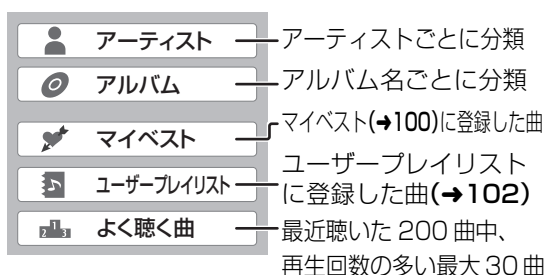 アーティスト
アーティストごとに分類
アルバム
アルバム名ごとに分類
マイベスト
マイベスト(➜100)に登録した曲
ユーザープレイリスト
ユーザープレイリスト
に登録した曲(➜102)
2 1 3
よく聴く曲
最近聴いた 200 曲中、
再生回数の多い最大 30 曲